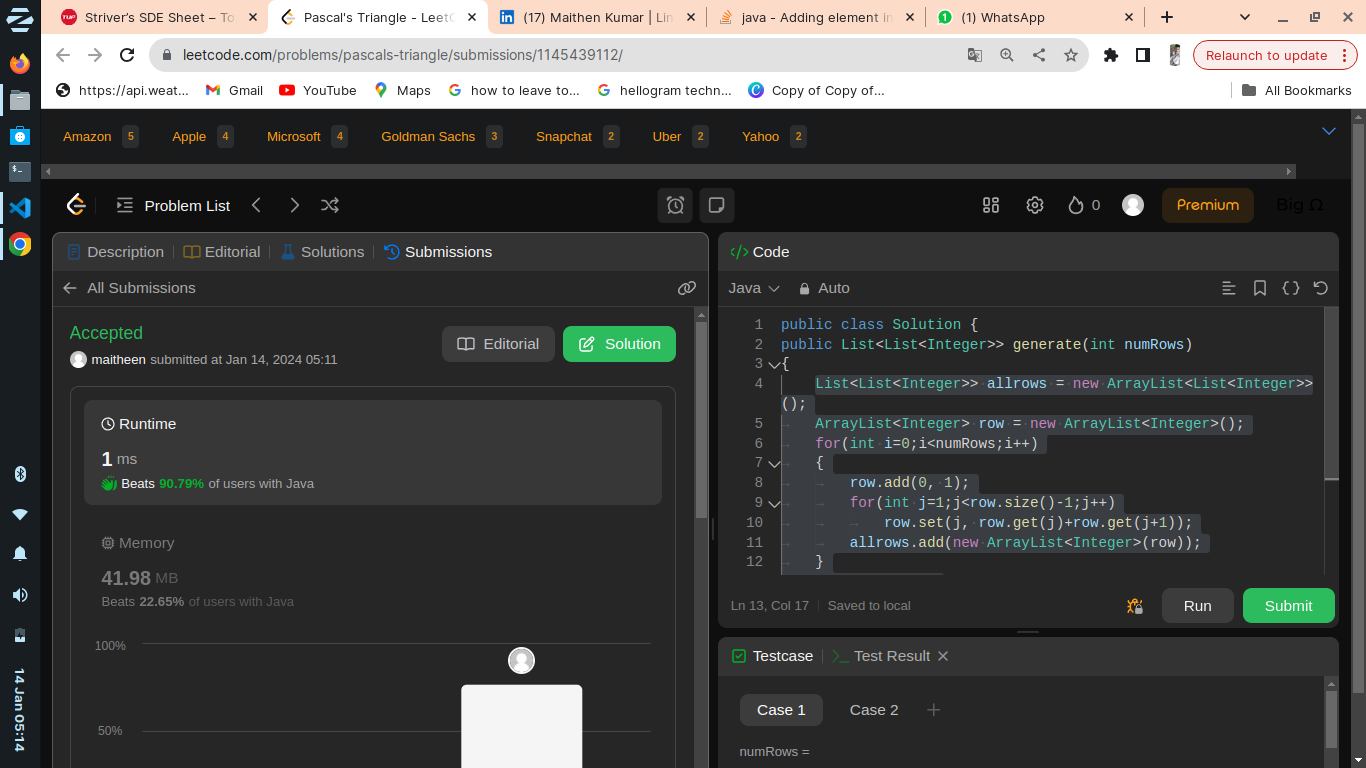 Striver's SDE Sheet – To
Pascal's Triangle - LeetC
(17) Maithen Kumar | Lin
java - Adding element in
(1) WhatsApp
leetcode.com/problems/pascals-triangle/submissions/1145439112/
Relaunch to update
https://api.weat...
Gmail
YouTube
Maps
how to leave to...
hellogram techn...
Copy of Copy of...
All Bookmarks
Amazon 5
Apple 4
Microsoft 4
Goldman Sachs 3
Snapchat 2
Uber 2
Yahoo 2
Problem List
0
Premium
Big Ω
Description
Editorial
Solutions
Submissions
All Submissions
Accepted
maitheen submitted at Jan 14, 2024 05:11
Editorial
Solution
Runtime
1 ms
Beats 90.79% of users with Java
Memory
41.98 MB
Beats 22.65% of users with Java
100%
50%
</> Code
Java
Auto
1 public class Solution {
2 public List<List<Integer>> generate(int numRows)
3 {
4 List<List<Integer>> allrows = new ArrayList<List<Integer>>
();
5 ArrayList<Integer> row = new ArrayList<Integer>();
6 for(int i=0;i<numRows;i++)
7 {
8 row.add(0, 1);
9 for(int j=1;j<row.size()-1;j++)
10 row.set(j, row.get(j)+row.get(j+1));
11 allrows.add(new ArrayList<Integer>(row));
12 }
Ln 13, Col 17
Saved to local
Run
Submit
Testcase
Test Result
Case 1
Case 2
numRows =
14 Jan 05:14